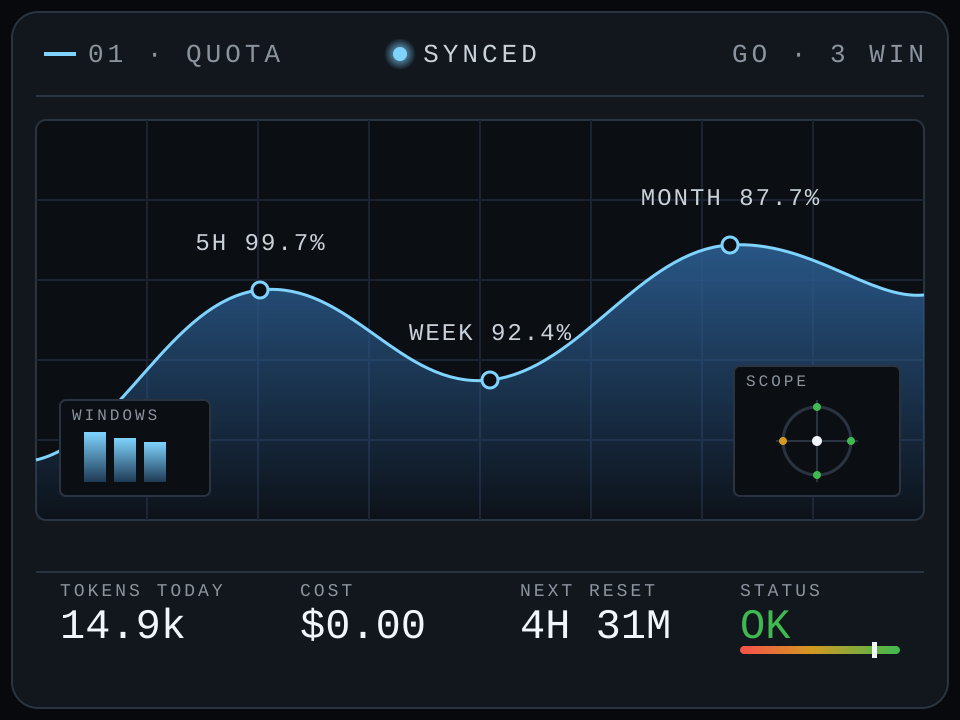 01 · QUOTA
SYNCED
GO · 3 WIN
MONTH 87.7%
5H 99.7%
WEEK 92.4%
WINDOWS
SCOPE
TOKENS TODAY
14.9k
COST
$0.00
NEXT RESET
4H 31M
STATUS
OK